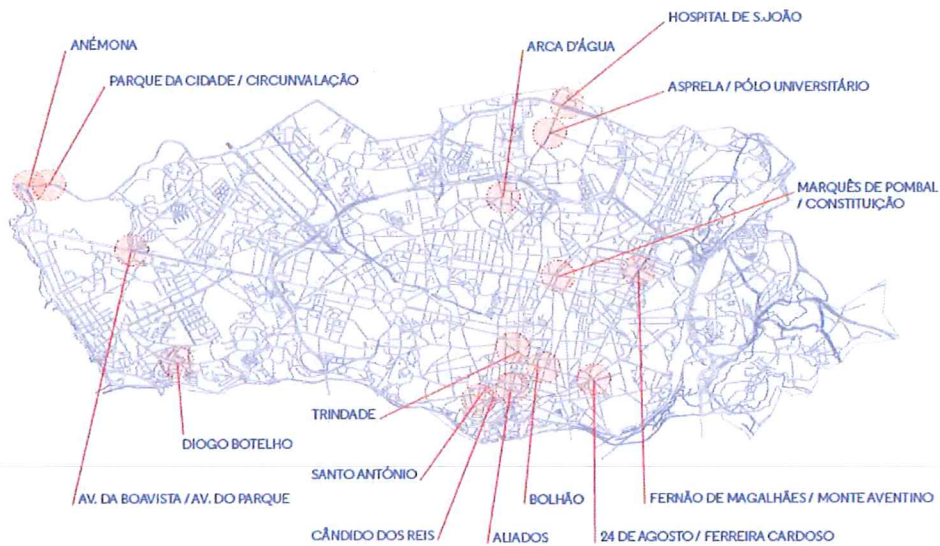 HOSPITAL DE S.JOÃO
ANÉMONA
ARCA D'ÁGUA
PARQUE DA CIDADE / CIRCUNVALAÇÃO
ASPRELA / PÓLO UNIVERSITÁRIO
MARQUÊS DE POMBAL
/ CONSTITUIÇÃO
TRINDADE
DIOGO BOTELHO
SANTO ANTÓNIO
AV. DA BOAVISTA / AV. DO PARQUE
BOLHÃO
FERNÃO DE MAGALHÃES / MONTE AVENTINO
CÂNDIDO DOS REIS
ALIADOS
24 DE AGOSTO / FERREIRA CARDOSO